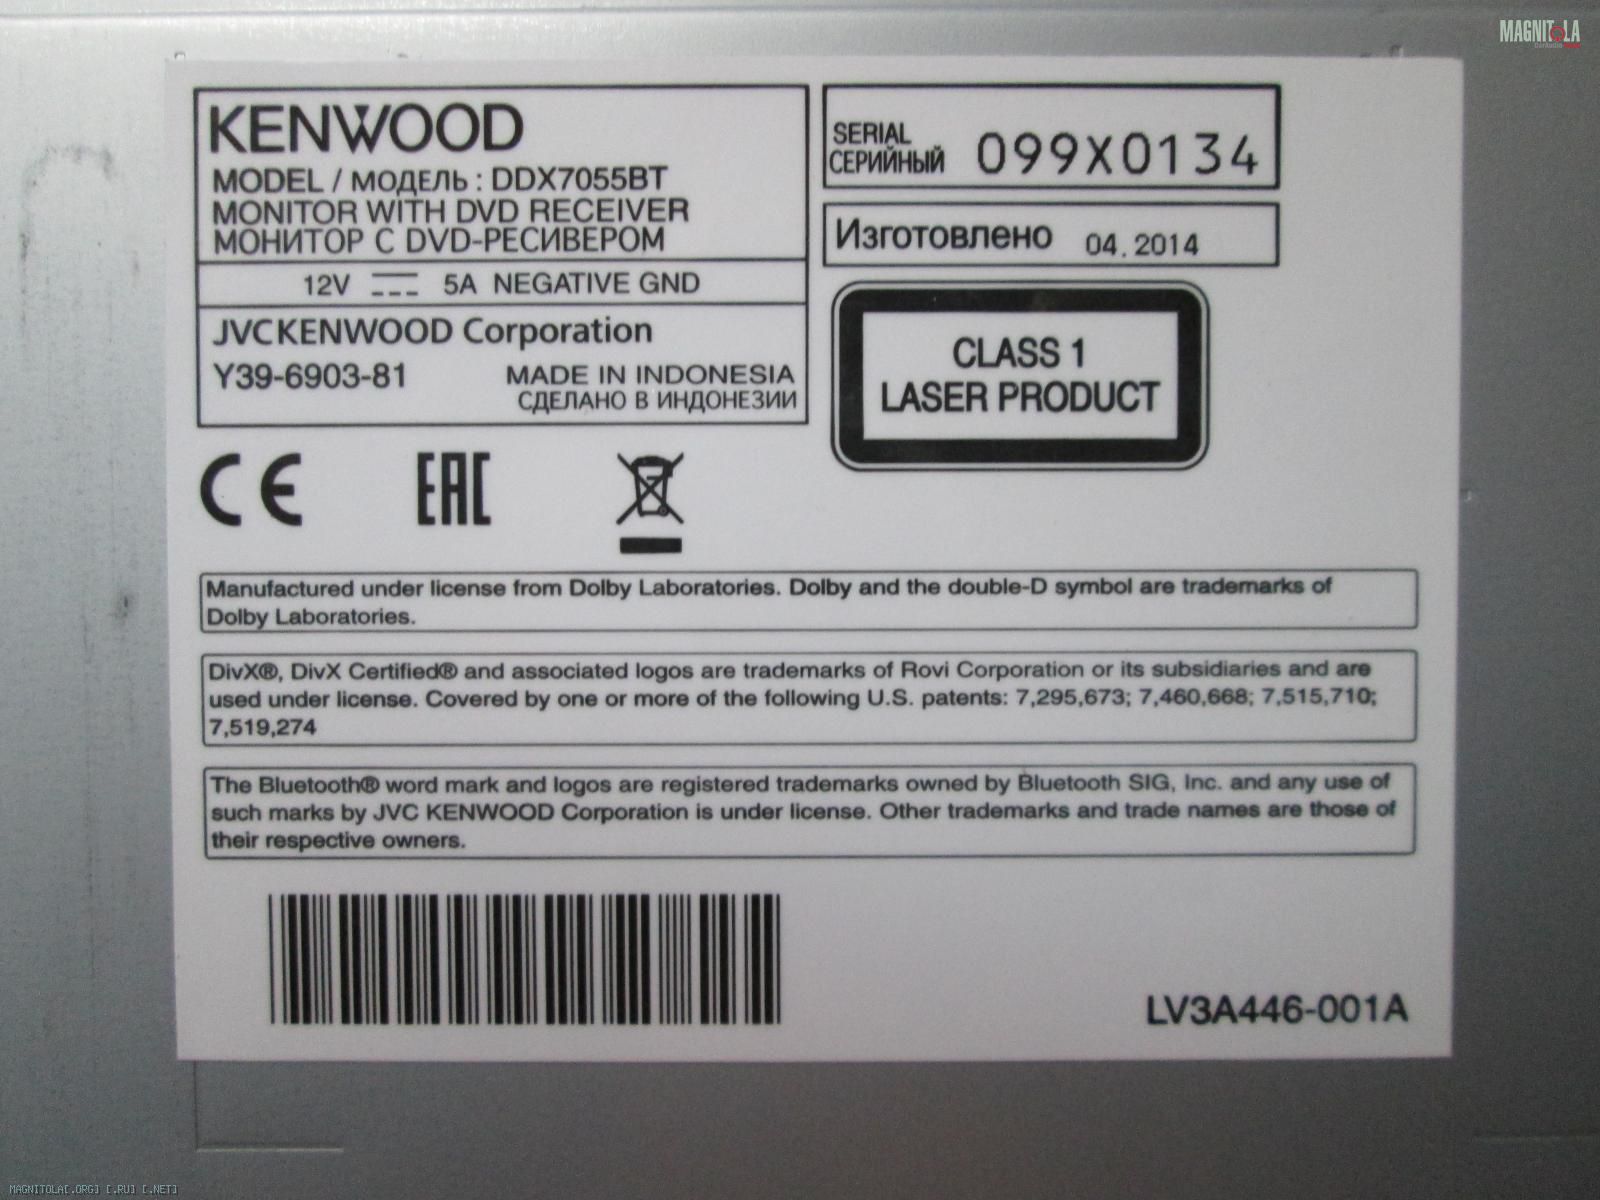 MAGNITOLA
KENWOOD
MODEL / МОДЕЛЬ : DDX7055BT
MONITOR WITH DVD RECEIVER
МОНИТОР С DVD-РЕСИВЕРОМ
12V 5A NEGATIVE GND
JVCKENWOOD Corporation
Y39-6903-81 MADE IN INDONESIA
СДЕЛАНО В ИНДОНЕЗИИ
SERIAL
СЕРИЙНЫЙ 099X0134
Изготовлено 04.2014
CLASS 1
LASER PRODUCT
CE EAC
Manufactured under license from Dolby Laboratories. Dolby and the double-D symbol are trademarks of
Dolby Laboratories.
DivX®, DivX Certified® and associated logos are trademarks of Rovi Corporation or its subsidiaries and are
used under license. Covered by one or more of the following U.S. patents: 7,295,673; 7,460,668; 7,515,710;
7,519,274
The Bluetooth® word mark and logos are registered trademarks owned by Bluetooth SIG, Inc. and any use of
such marks by JVC KENWOOD Corporation is under license. Other trademarks and trade names are those of
their respective owners.
LV3A446-001A
MAGNITOLA[.ORG] [.RU] [.NET]